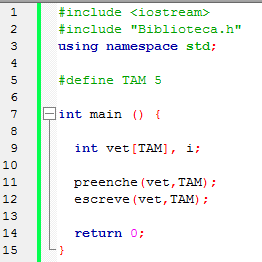 1 #include <iostream>
2 #include "Biblioteca.h"
3 using namespace std;
4
5 #define TAM 5
6
7 int main () {
8
9 int vet[TAM], i;
10
11 preenche(vet,TAM);
12 escreve(vet,TAM);
13
14 return 0;
15 }